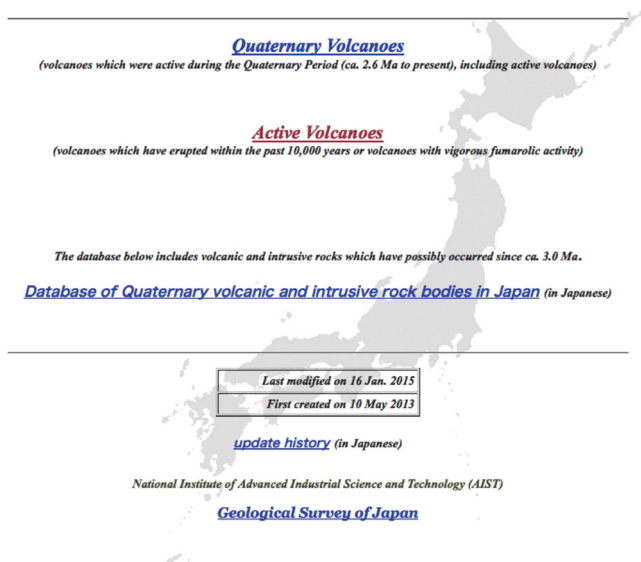 Quaternary Volcanoes
(volcanoes which were active during the Quaternary Period (ca. 2.6 Ma to present), including active volcanoes)
Active Volcanoes
(volcanoes which have erupted within the past 10,000 years or volcanoes with vigorous fumarolic activity)
The database below includes volcanic and intrusive rocks which have possibly occurred since ca. 3.0 Ma.
Database of Quaternary volcanic and intrusive rock bodies in Japan (in Japanese)
Last modified on 16 Jan. 2015
First created on 10 May 2013
update history (in Japanese)
National Institute of Advanced Industrial Science and Technology (AIST)
Geological Survey of Japan